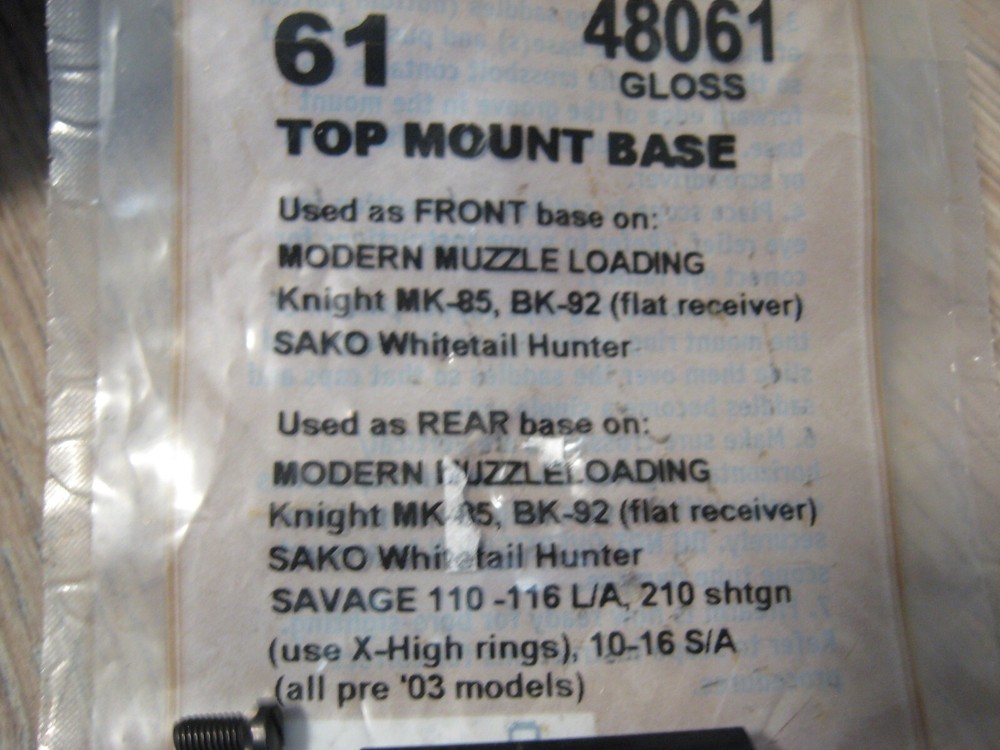 61 48061
GLOSS
TOP MOUNT BASE
Used as FRONT base on:
MODERN MUZZLE LOADING
Knight MK-85, BK-92 (flat receiver)
SAKO Whitetail Hunter
Used as REAR base on:
MODERN MUZZLE LOADING
Knight MK-85, BK-92 (flat receiver)
SAKO Whitetail Hunter
SAVAGE 110 -116 L/A, 210 shtgn
(use X-High rings), 10-16 S/A
(all pre '03 models)